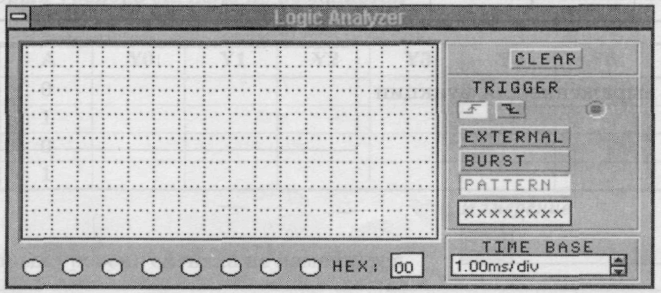 Logic Analyzer
CLEAR
TRIGGER
EXTERNAL
BURST
PATTERN
XXXXXXXX
HEX: 00
TIME BASE
1.00ms/div